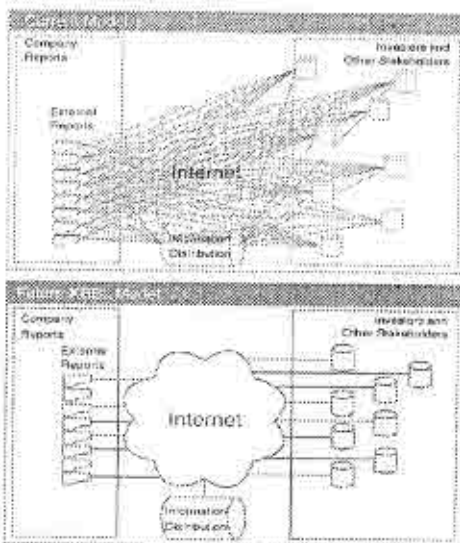 Current Model
Company
Reports
Investors and
Other Stakeholders
External
Reports
Internet
Information
Distribution
Future XBRL Model
Company
Reports
Investors and
Other Stakeholders
External
Reports
Internet
Information
Distribution